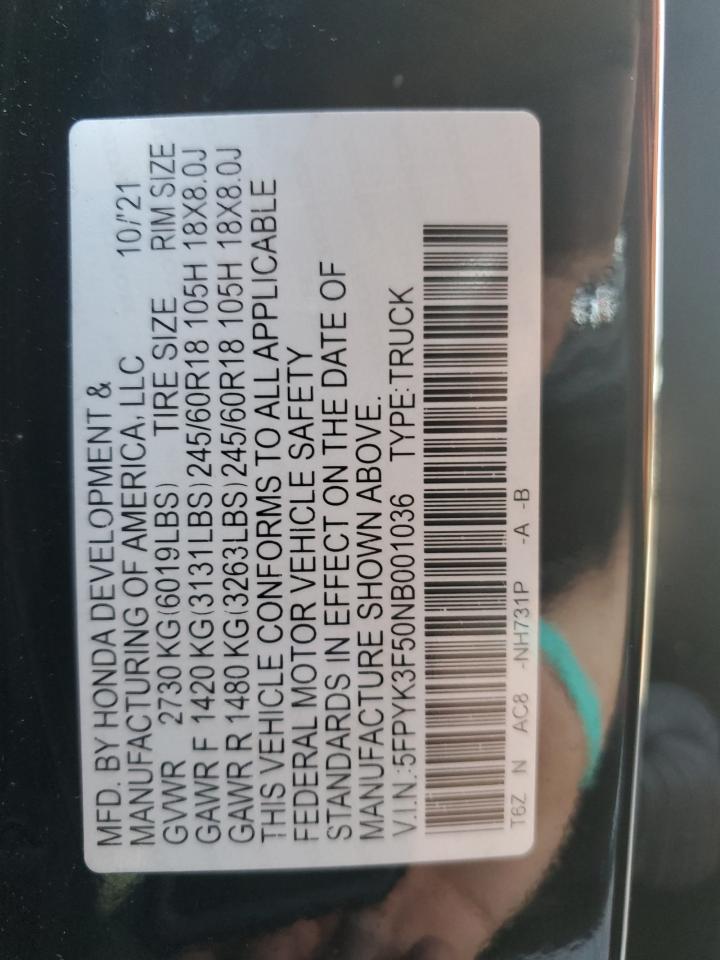 MFD. BY HONDA DEVELOPMENT &
MANUFACTURING OF AMERICA, LLC 10/'21
GVWR 2730 KG(6019LBS) TIRE SIZE RIM SIZE
GAWR F 1420 KG(3131LBS) 245/60R18 105H 18X8.0J
GAWR R 1480 KG(3263LBS) 245/60R18 105H 18X8.0J
THIS VEHICLE CONFORMS TO ALL APPLICABLE
FEDERAL MOTOR VEHICLE SAFETY
STANDARDS IN EFFECT ON THE DATE OF
MANUFACTURE SHOWN ABOVE.
V.I.N.:5FPYK3F50NB001036 TYPE:TRUCK
T6Z N AC8 -NH731P -A -B